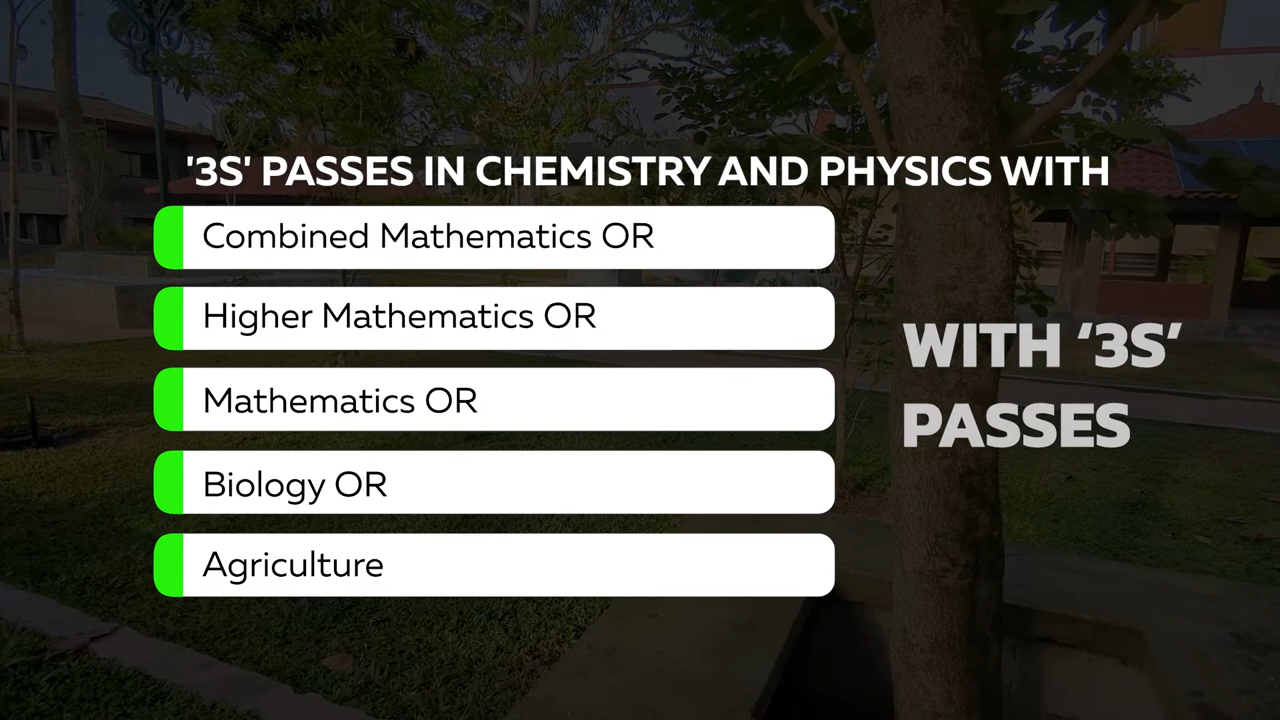 '3S' PASSES IN CHEMISTRY AND PHYSICS WITH
Combined Mathematics OR
Higher Mathematics OR
Mathematics OR
Biology OR
Agriculture
WITH ‘3S’
PASSES